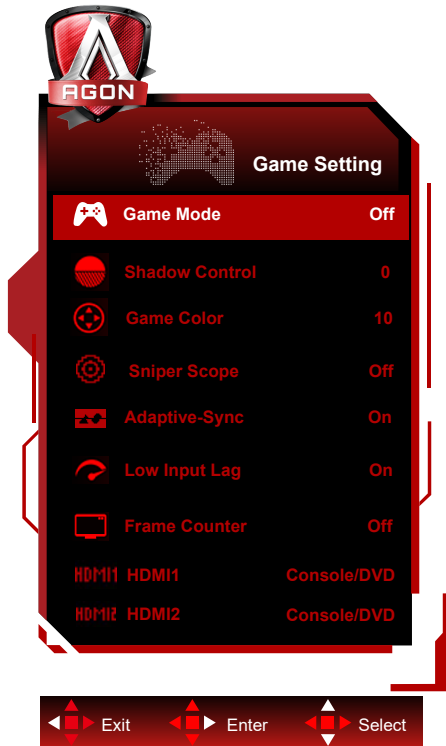 AGON
Game Setting
Game Mode Off
Shadow Control 0
Game Color 10
Sniper Scope Off
Adaptive-Sync On
Low Input Lag On
Frame Counter Off
HDMI1 HDMI1 Console/DVD
HDMI2 HDMI2 Console/DVD
Exit Enter Select